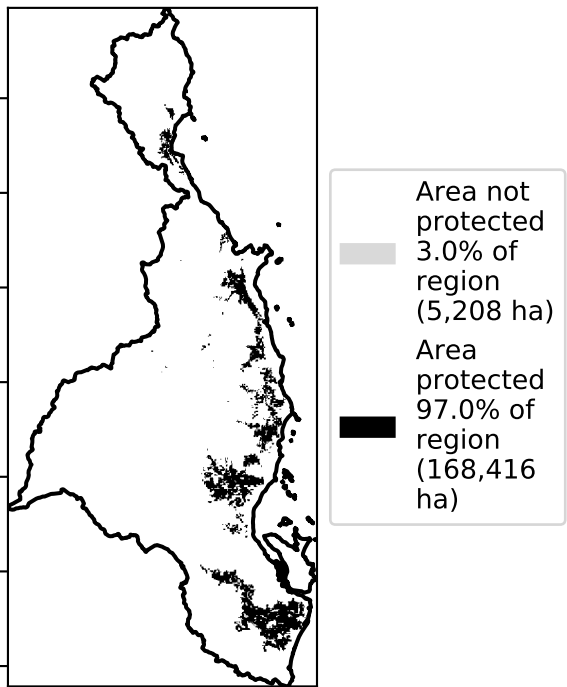 Area not
protected
3.0% of
region
(5,208 ha)
Area
protected
97.0% of
region
(168,416
ha)